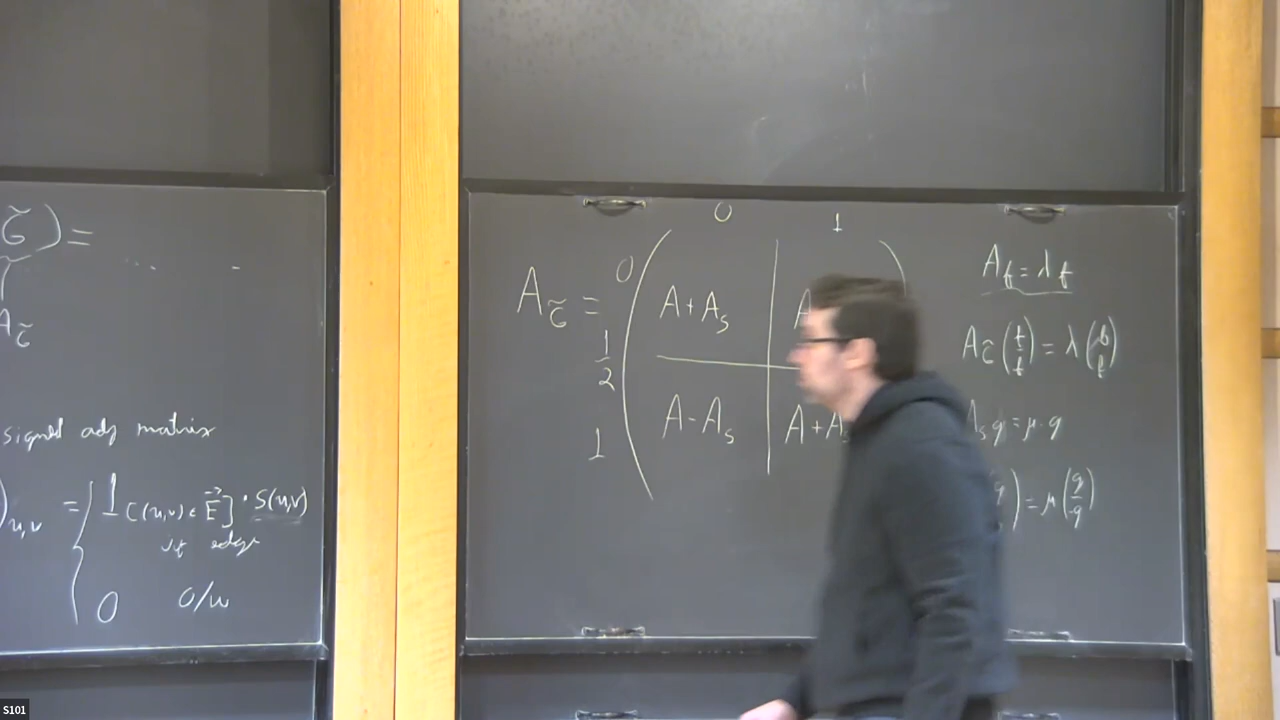 G̃ ) =
A_G̃
signed adj matrix
)_{u,v} = { 1 [(u,v) ∈ E⃗] · S(u,v)
if edge
0 o/w
0 1
A_G̃ = 1/2
0 ( A + A_s | A )
1 ( A - A_s | A + A_s
A f = λ f
A_G̃ (f f) = λ (f f)
A_s g = μ · g
) = μ (g -g)
S101